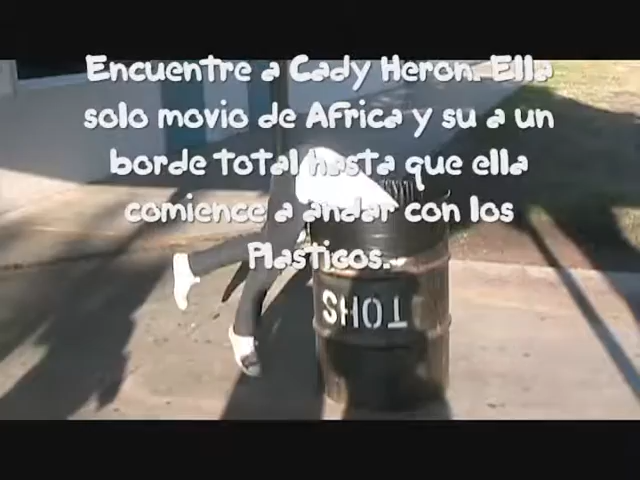 Encuentre a Cady Heron. Ella
solo movio de Africa y su a un
borde total hasta que ella
comience a andar con los
Plasticos.
SHOT